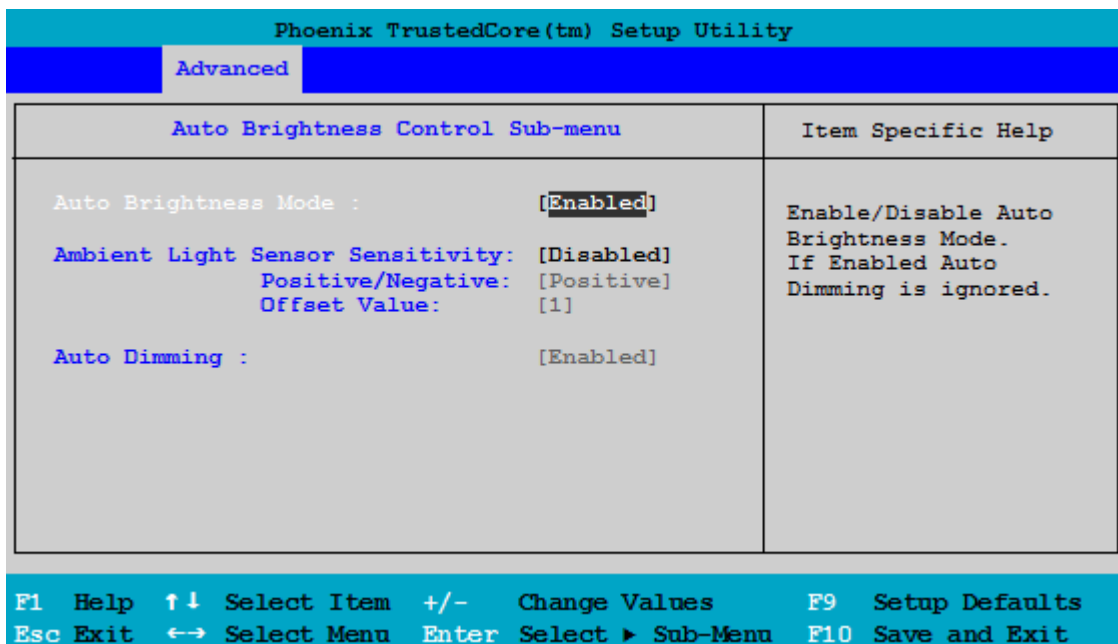 Phoenix TrustedCore(tm) Setup Utility
Advanced
Auto Brightness Control Sub-menu
Item Specific Help
Auto Brightness Mode : [Enabled]
Ambient Light Sensor Sensitivity: [Disabled]
Positive/Negative: [Positive]
Offset Value: [1]
Auto Dimming : [Enabled]
Enable/Disable Auto
Brightness Mode.
If Enabled Auto
Dimming is ignored.
F1 Help ↑↓ Select Item +/- Change Values F9 Setup Defaults
Esc Exit ←→ Select Menu Enter Select ▶ Sub-Menu F10 Save and Exit